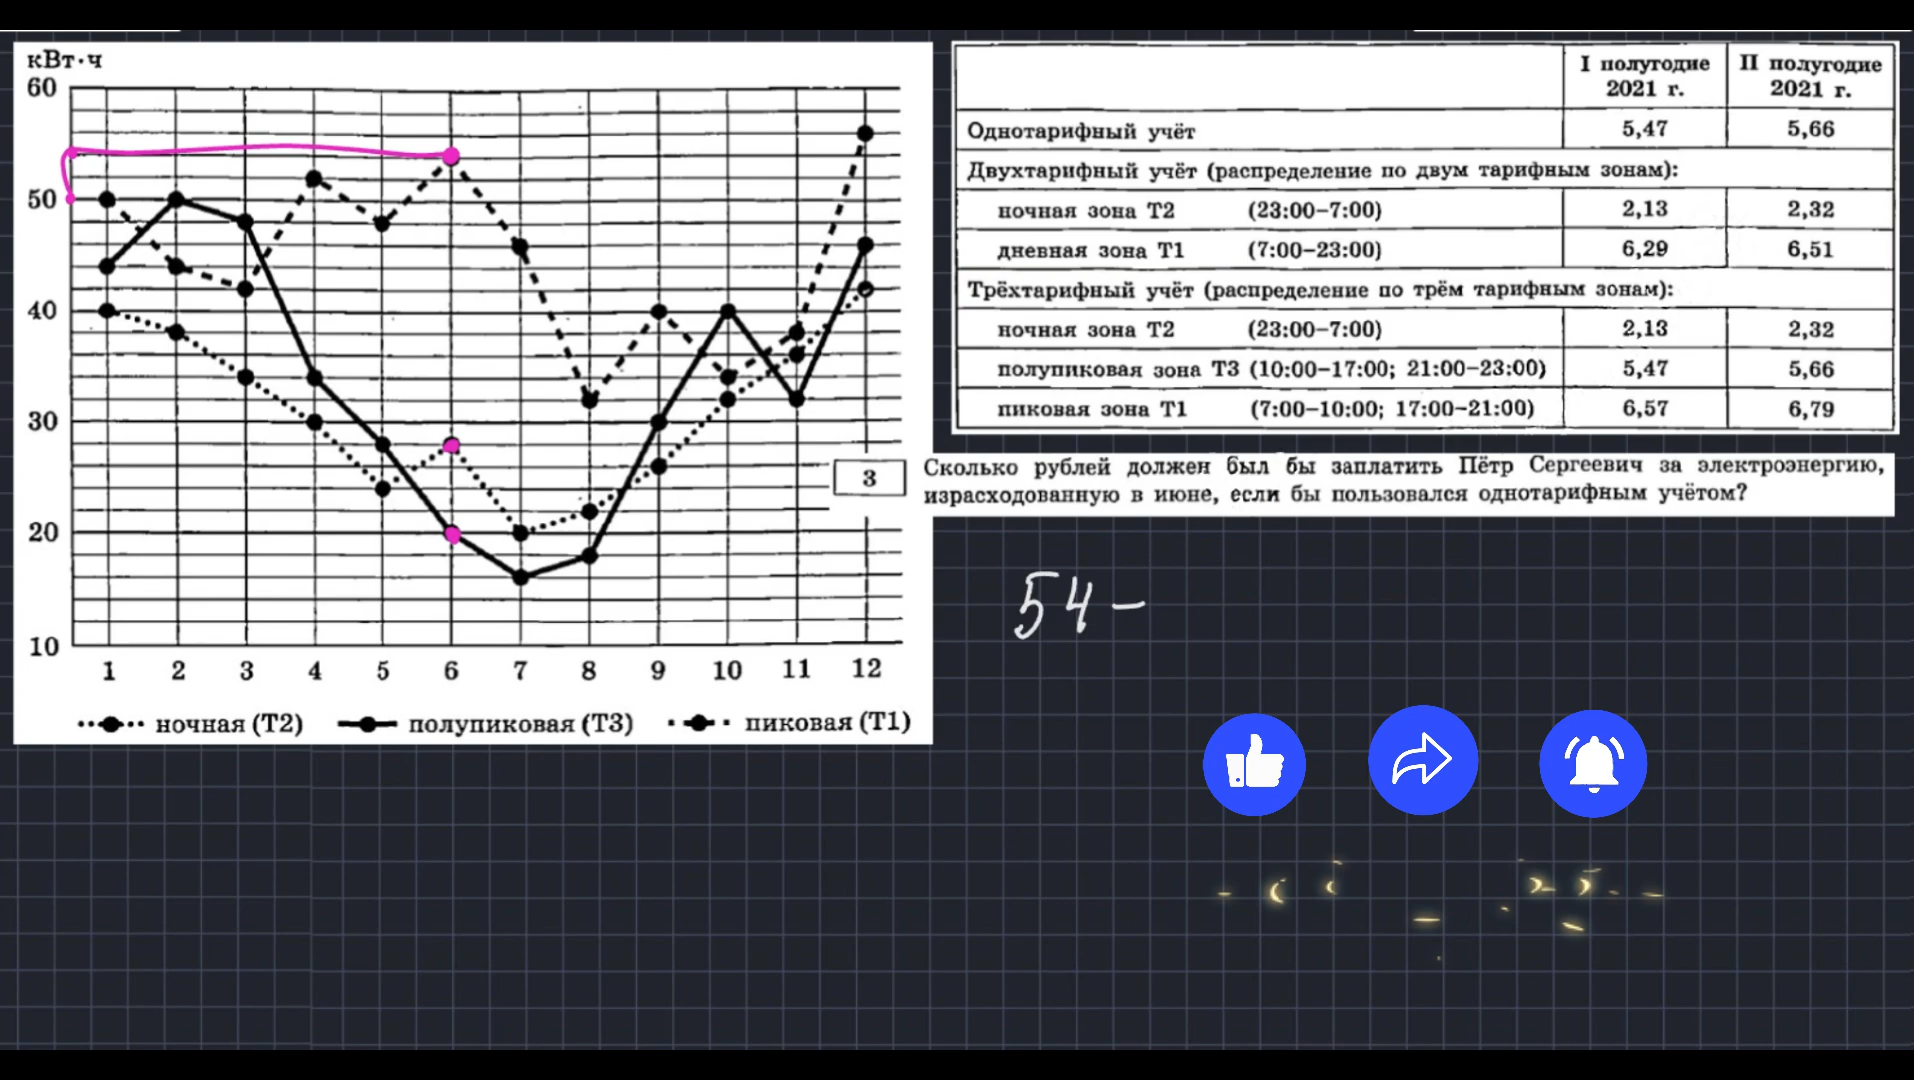 кВт·ч
60
50
40
30
20
10
1 2 3 4 5 6 7 8 9 10 11 12
ночная (Т2) полупиковая (Т3) пиковая (Т1)
I полугодие 2021 г. II полугодие 2021 г.
Однотарифный учёт 5,47 5,66
Двухтарифный учёт (распределение по двум тарифным зонам):
ночная зона Т2 (23:00–7:00) 2,13 2,32
дневная зона Т1 (7:00–23:00) 6,29 6,51
Трёхтарифный учёт (распределение по трём тарифным зонам):
ночная зона Т2 (23:00–7:00) 2,13 2,32
полупиковая зона Т3 (10:00–17:00; 21:00–23:00) 5,47 5,66
пиковая зона Т1 (7:00–10:00; 17:00–21:00) 6,57 6,79
3 Сколько рублей должен был бы заплатить Пётр Сергеевич за электроэнергию,
израсходованную в июне, если бы пользовался однотарифным учётом?
54 –